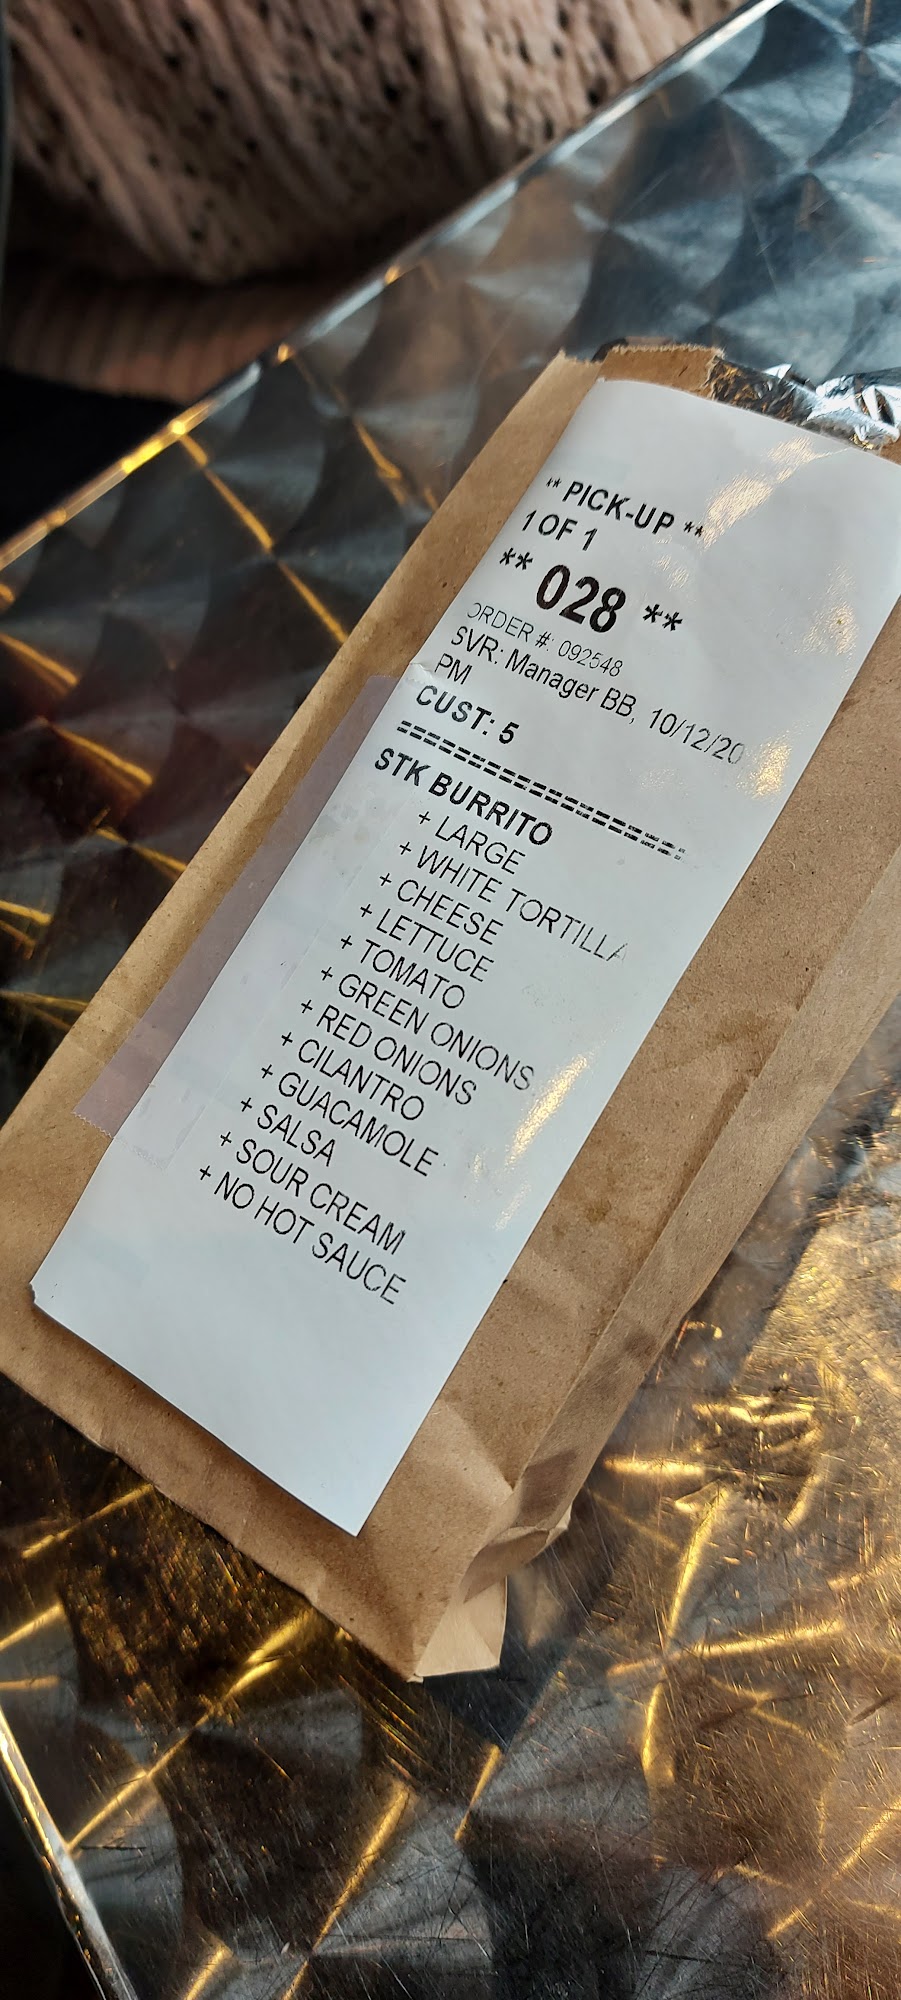 ** PICK-UP **
1 OF 1
** 028 **
ORDER #: 092548
SVR: Manager BB, 10/12/20
PM
CUST: 5
==========================
STK BURRITO
+ LARGE
+ WHITE TORTILLA
+ CHEESE
+ LETTUCE
+ TOMATO
+ GREEN ONIONS
+ RED ONIONS
+ CILANTRO
+ GUACAMOLE
+ SALSA
+ SOUR CREAM
+ NO HOT SAUCE